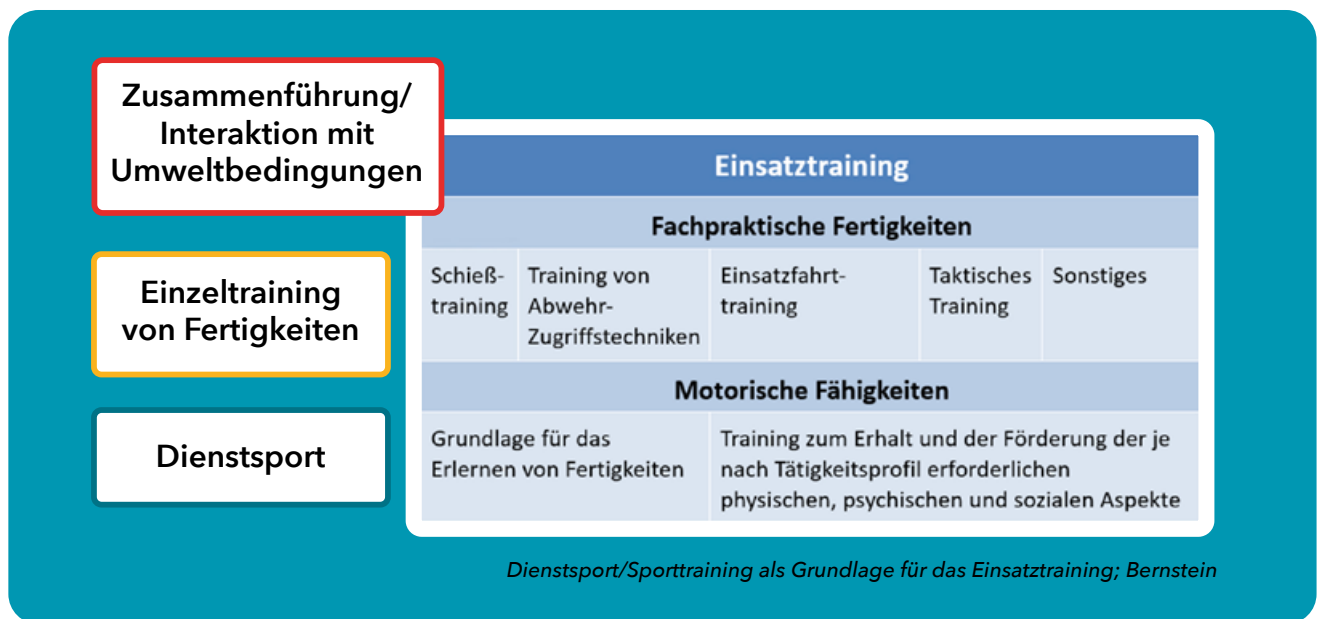 Zusammenführung/
Interaktion mit
Umweltbedingungen
Einsatztraining
Fachpraktische Fertigkeiten
Einzeltraining
von Fertigkeiten
Schieß-
training
Training von
Abwehr-
Zugriffstechniken
Einsatzfahrt-
training
Taktisches
Training
Sonstiges
Motorische Fähigkeiten
Dienstsport
Grundlage für das
Erlernen von Fertigkeiten
Training zum Erhalt und der Förderung der je
nach Tätigkeitsprofil erforderlichen
physischen, psychischen und sozialen Aspekte
Dienstsport/Sporttraining als Grundlage für das Einsatztraining; Bernstein